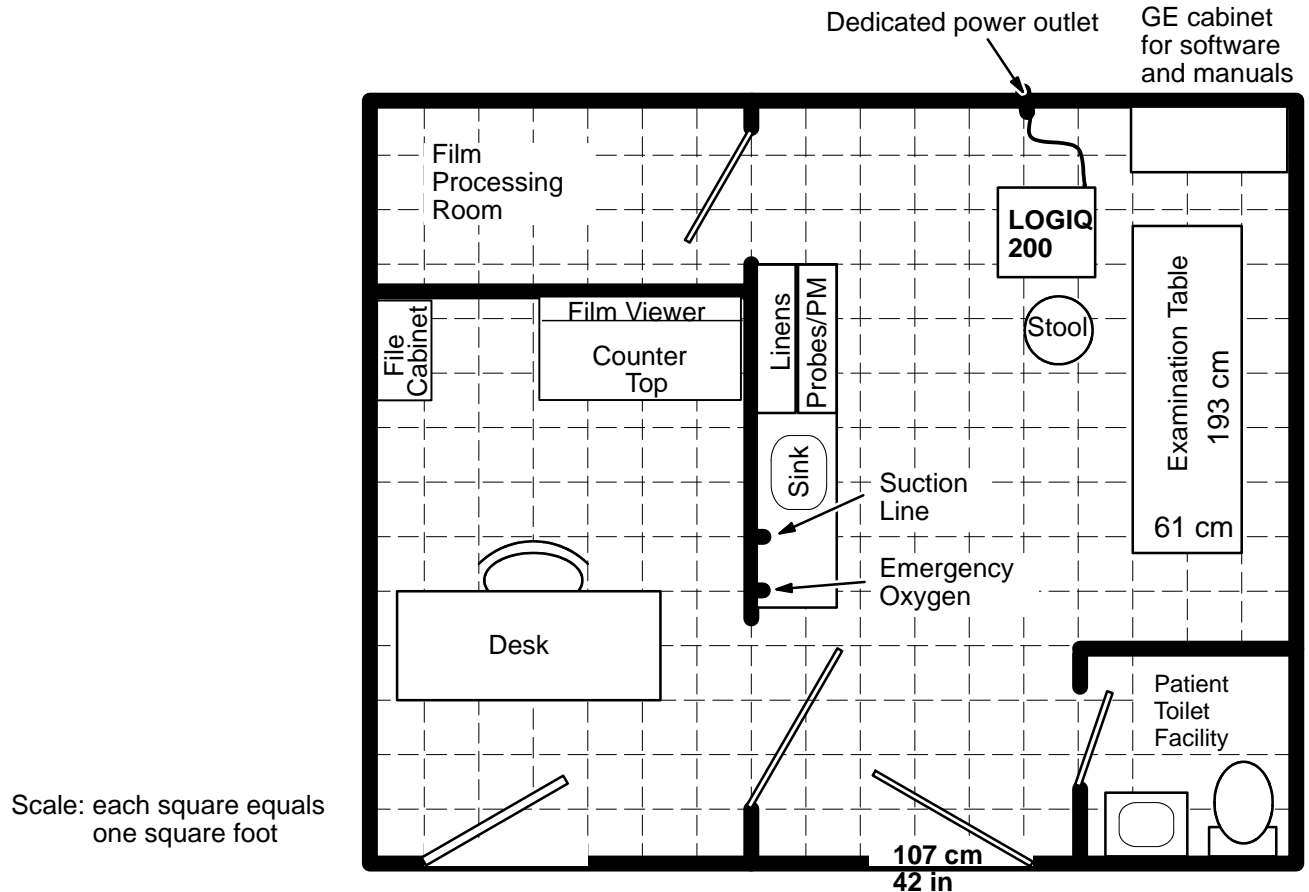 Dedicated power outlet
GE cabinet
for software
and manuals
Film
Processing
Room
LOGIQ
200
File
Cabinet
Film Viewer
Counter
Top
Linens
Probes/PM
Stool
Examination Table
193 cm
61 cm
Sink
Suction
Line
Emergency
Oxygen
Desk
Patient
Toilet
Facility
Scale: each square equals
one square foot
107 cm
42 in